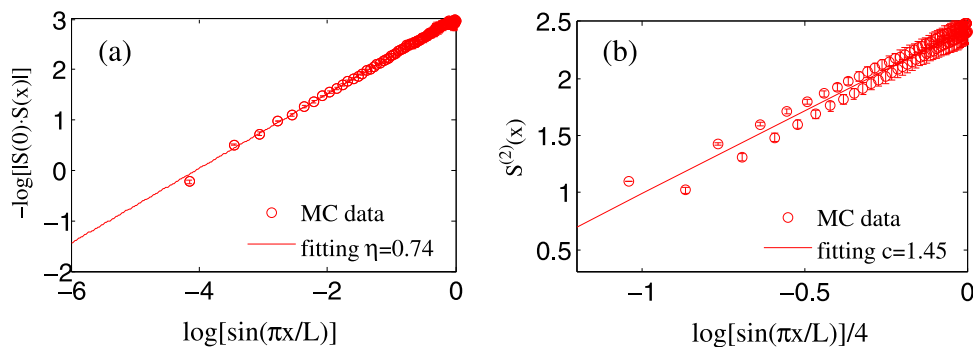 (a)
−log[|S(0)·S(x)|]
3
2
1
0
−1
−2
−6
−4
−2
0
log[sin(πx/L)]
MC data
fitting η=0.74
(b)
S⁽²⁾(x)
2.5
2
1.5
1
0.5
−1
−0.5
0
log[sin(πx/L)]/4
MC data
fitting c=1.45